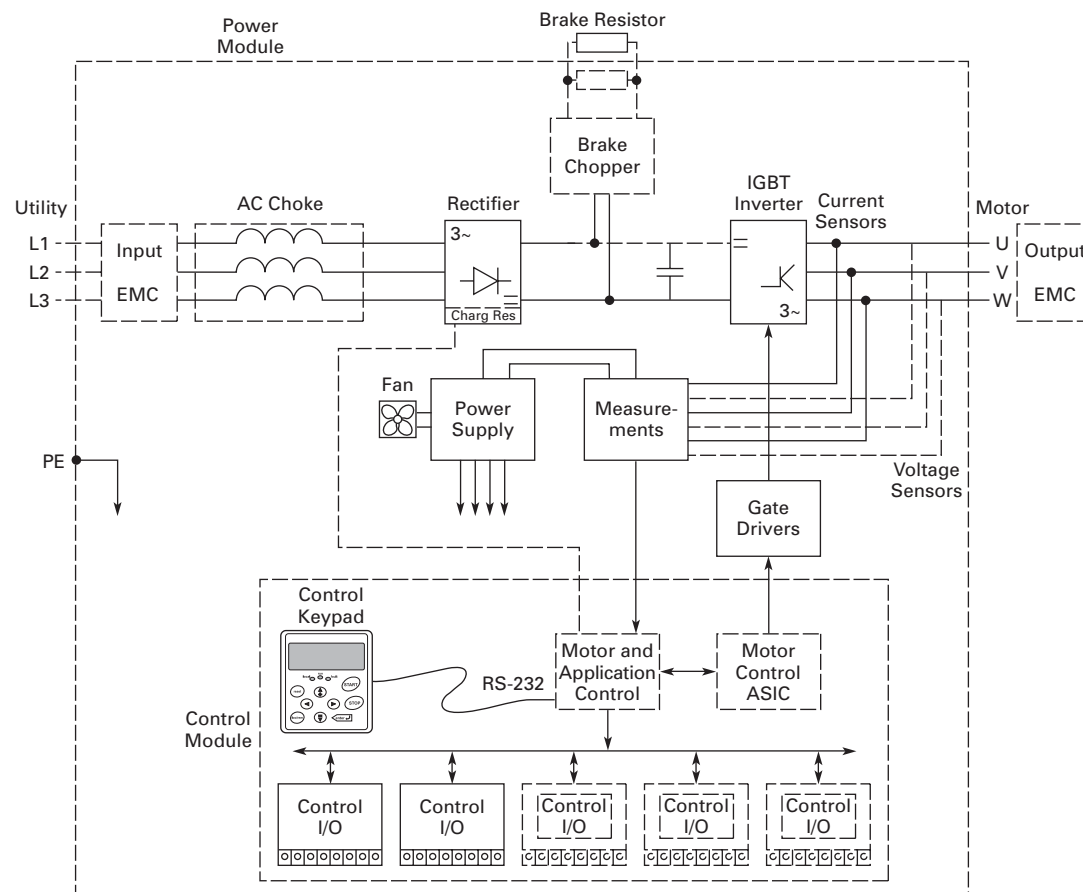 Brake Resistor
Power
Module
Brake
Chopper
IGBT
Inverter
Utility
AC Choke
Rectifier
Current
Sensors
Motor
L1
L2
L3
Input
EMC
3~
Charg Res
3~
U
V
W
Output
EMC
Fan
Power
Supply
Measure-
ments
PE
Voltage
Sensors
Gate
Drivers
Control
Keypad
START
STOP
enter
RS-232
Motor and
Application
Control
Motor
Control
ASIC
Control
Module
Control
I/O
Control
I/O
Control
I/O
Control
I/O
Control
I/O